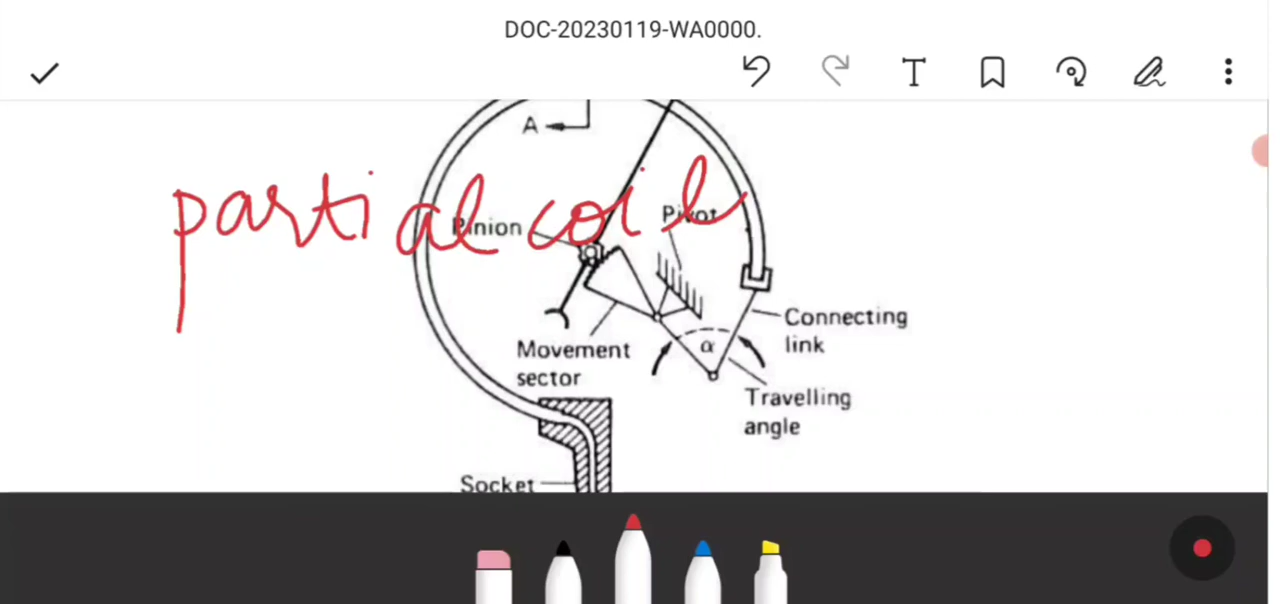 DOC-20230119-WA0000.
T
A
partial coil
Pinion
Pivot
Connecting
link
α
Movement
sector
Travelling
angle
Socket